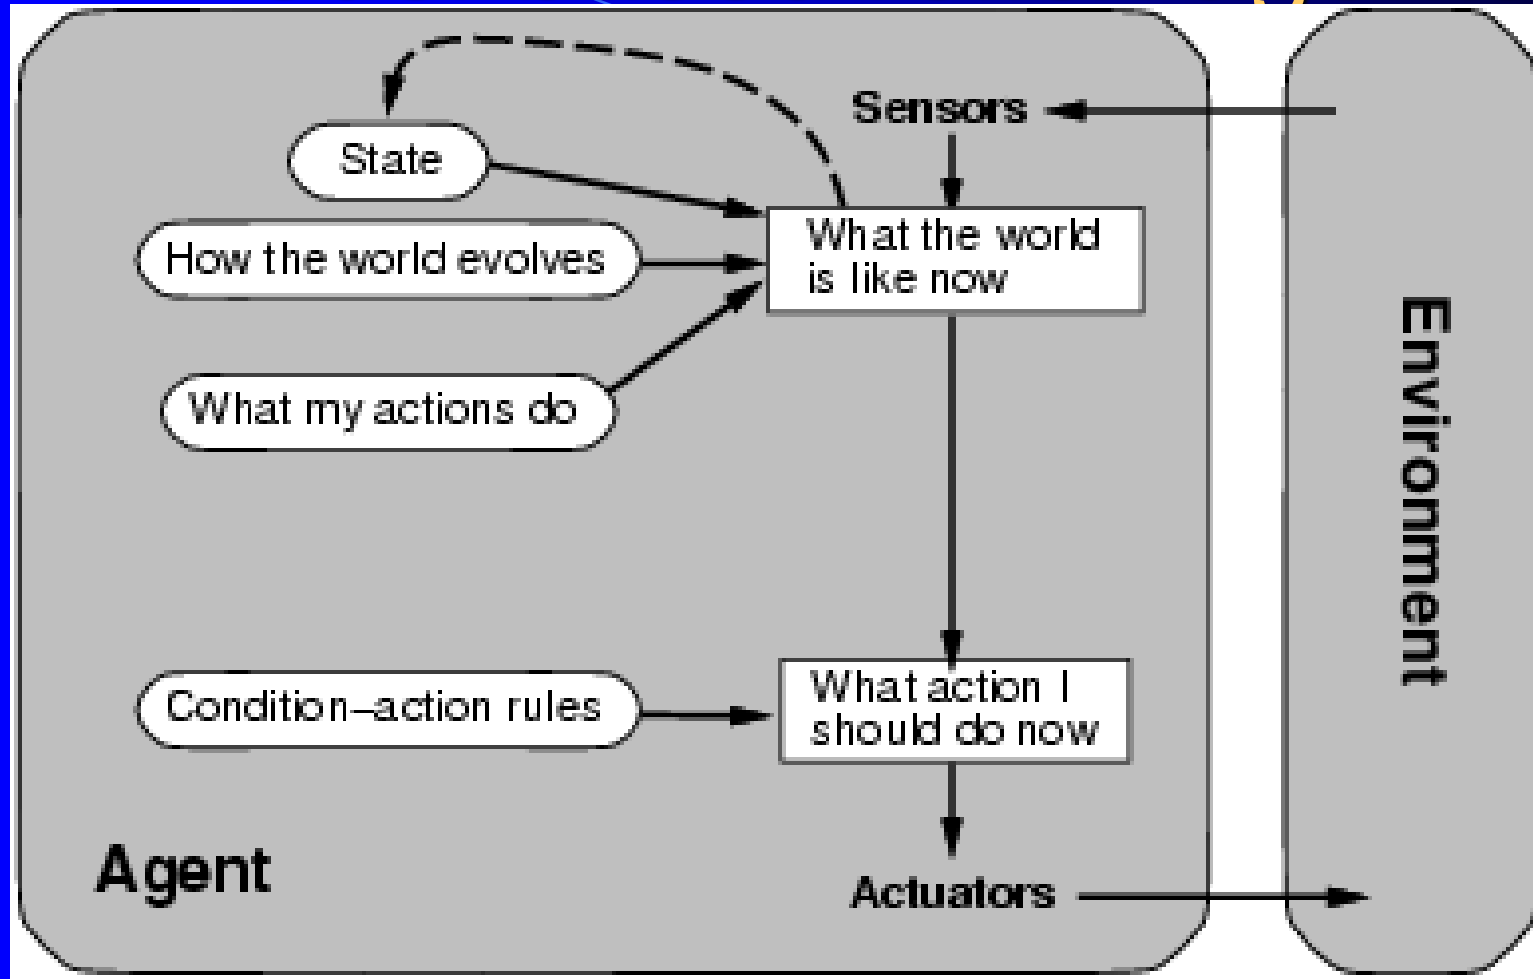 Sensors
State
What the world
is like now
How the world evolves
What my actions do
Environment
Condition–action rules
What action I
should do now
Agent
Actuators